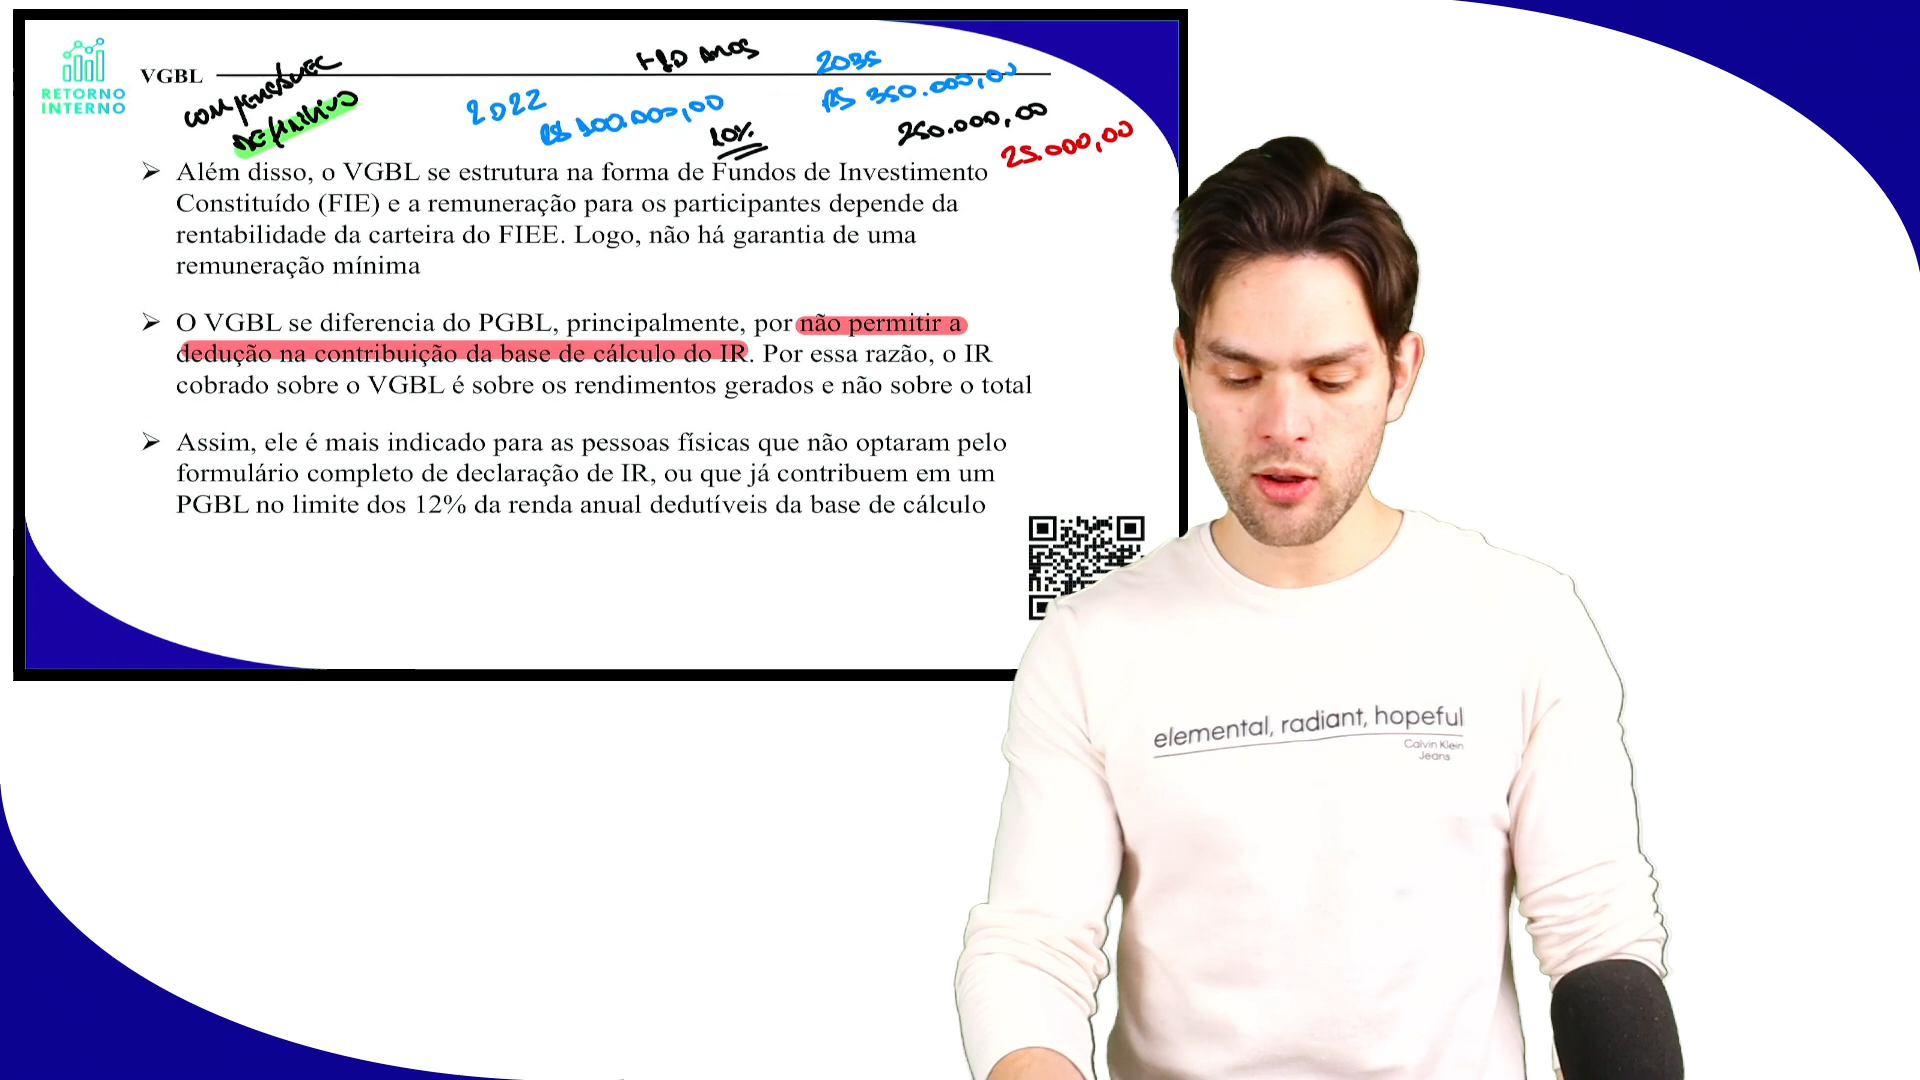 RETORNO
INTERNO
VGBL
compensável
definitivo
+10 anos
2022
R$ 100.000,00
10%
2035
R$ 350.000,00
250.000,00
25.000,00
➢ Além disso, o VGBL se estrutura na forma de Fundos de Investimento
Constituído (FIE) e a remuneração para os participantes depende da
rentabilidade da carteira do FIEE. Logo, não há garantia de uma
remuneração mínima
➢ O VGBL se diferencia do PGBL, principalmente, por não permitir a
dedução na contribuição da base de cálculo do IR. Por essa razão, o IR
cobrado sobre o VGBL é sobre os rendimentos gerados e não sobre o total
➢ Assim, ele é mais indicado para as pessoas físicas que não optaram pelo
formulário completo de declaração de IR, ou que já contribuem em um
PGBL no limite dos 12% da renda anual dedutíveis da base de cálculo
elemental, radiant, hopeful
Calvin Klein
Jeans